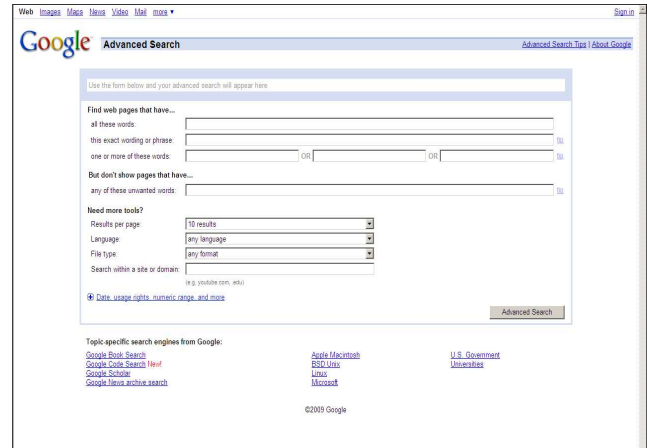 Web Images Maps News Video Mail more ▼ Sign in
Google Advanced Search Advanced Search Tips | About Google
Use the form below and your advanced search will appear here
Find web pages that have...
all these words:
this exact wording or phrase: tip
one or more of these words: OR OR tip
But don't show pages that have...
any of these unwanted words: tip
Need more tools?
Results per page: 10 results
Language: any language
File type: any format
Search within a site or domain:
(e.g. youtube.com, .edu)
Date, usage rights, numeric range, and more
Advanced Search
Topic-specific search engines from Google:
Google Book Search Apple Macintosh U.S. Government
Google Code Search New! BSD Unix Universities
Google Scholar Linux
Google News archive search Microsoft
©2009 Google